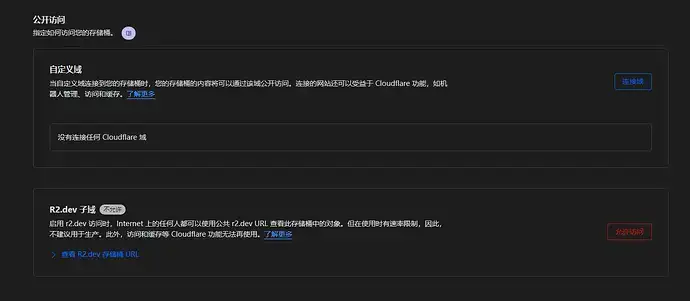 公开访问
指定如何访问您的存储桶。
自定义域
当自定义域连接到您的存储桶时，您的存储桶的内容将可以通过该域公开访问。连接的网站还可以受益于 Cloudflare 功能，如机
器人管理、访问和缓存。了解更多
连接域
没有连接任何 Cloudflare 域
R2.dev 子域 不允许
启用 r2.dev 访问时，Internet 上的任何人都可以使用公共 r2.dev URL 查看此存储桶中的对象。但在使用时有速率限制，因此，
不建议用于生产。此外，访问和缓存等 Cloudflare 功能无法再使用。了解更多
允许访问
查看 R2.dev 存储桶 URL